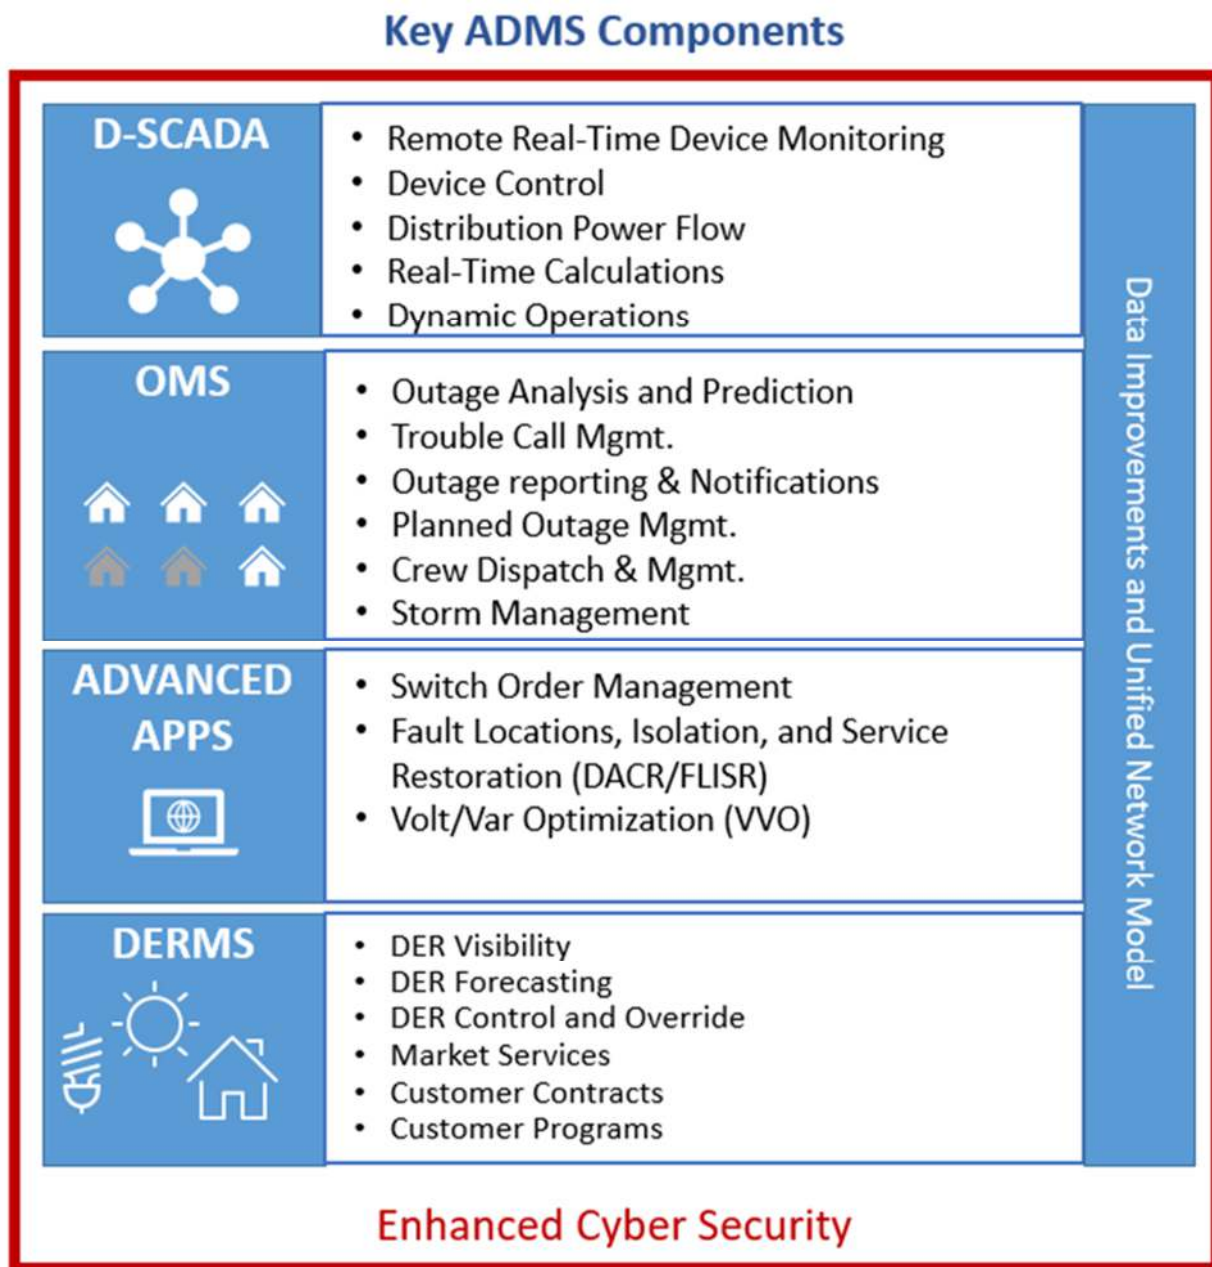 Key ADMS Components
D-SCADA
• Remote Real-Time Device Monitoring
• Device Control
• Distribution Power Flow
• Real-Time Calculations
• Dynamic Operations
OMS
• Outage Analysis and Prediction
• Trouble Call Mgmt.
• Outage reporting & Notifications
• Planned Outage Mgmt.
• Crew Dispatch & Mgmt.
• Storm Management
ADVANCED
APPS
• Switch Order Management
• Fault Locations, Isolation, and Service
Restoration (DACR/FLISR)
• Volt/Var Optimization (VVO)
DERMS
• DER Visibility
• DER Forecasting
• DER Control and Override
• Market Services
• Customer Contracts
• Customer Programs
Data Improvements and Unified Network Model
Enhanced Cyber Security